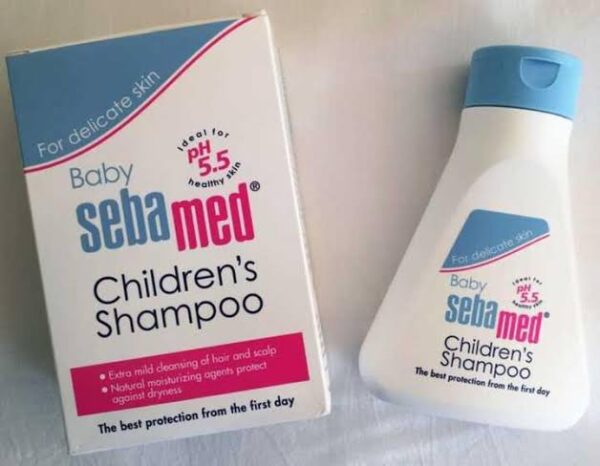 For delicate skin
Baby
sebamed®
ideal for
pH
5.5
healthy skin
Children's
Shampoo
• Extra mild cleansing of hair and scalp
• Natural moisturizing agents protect
against dryness
The best protection from the first day
For delicate skin
Baby
sebamed®
ideal for
pH
5.5
healthy skin
Children's
Shampoo
The best protection from the first day